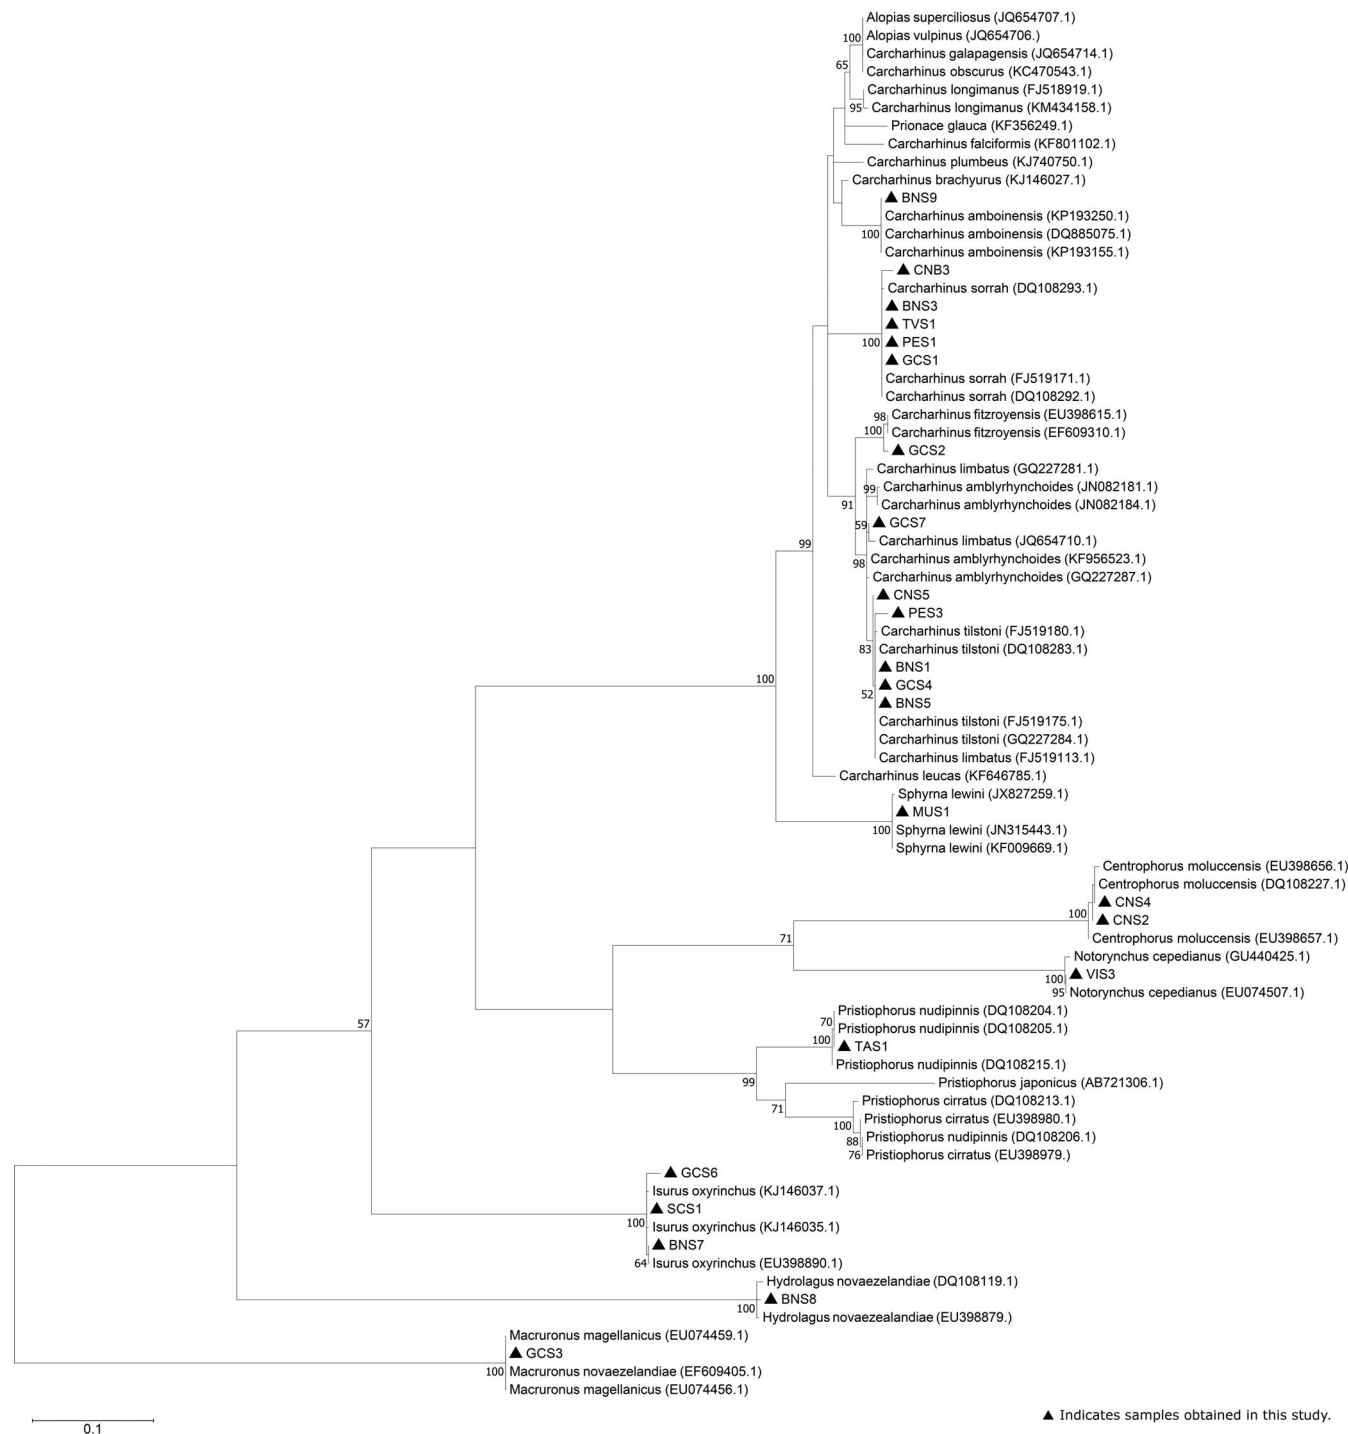 Alopias superciliosus (JQ654707.1)
100
Alopias vulpinus (JQ654706.)
Carcharhinus galapagensis (JQ654714.1)
65
Carcharhinus obscurus (KC470543.1)
Carcharhinus longimanus (FJ518919.1)
95
Carcharhinus longimanus (KM434158.1)
Prionace glauca (KF356249.1)
Carcharhinus falciformis (KF801102.1)
Carcharhinus plumbeus (KJ740750.1)
Carcharhinus brachyurus (KJ146027.1)
▲ BNS9
Carcharhinus amboinensis (KP193250.1)
100
Carcharhinus amboinensis (DQ885075.1)
Carcharhinus amboinensis (KP193155.1)
▲ CNB3
Carcharhinus sorrah (DQ108293.1)
▲ BNS3
▲ TVS1
100
▲ PES1
▲ GCS1
Carcharhinus sorrah (FJ519171.1)
Carcharhinus sorrah (DQ108292.1)
98
Carcharhinus fitzroyensis (EU398615.1)
100
Carcharhinus fitzroyensis (EF609310.1)
▲ GCS2
Carcharhinus limbatus (GQ227281.1)
99
Carcharhinus amblyrhynchoides (JN082181.1)
91
Carcharhinus amblyrhynchoides (JN082184.1)
59
▲ GCS7
Carcharhinus limbatus (JQ654710.1)
99
98
Carcharhinus amblyrhynchoides (KF956523.1)
Carcharhinus amblyrhynchoides (GQ227287.1)
▲ CNS5
▲ PES3
Carcharhinus tilstoni (FJ519180.1)
83
Carcharhinus tilstoni (DQ108283.1)
▲ BNS1
100
▲ GCS4
52
▲ BNS5
Carcharhinus tilstoni (FJ519175.1)
Carcharhinus tilstoni (GQ227284.1)
Carcharhinus limbatus (FJ519113.1)
Carcharhinus leucas (KF646785.1)
Sphyrna lewini (JX827259.1)
▲ MUS1
100
Sphyrna lewini (JN315443.1)
Sphyrna lewini (KF009669.1)
Centrophorus moluccensis (EU398656.1)
Centrophorus moluccensis (DQ108227.1)
▲ CNS4
100
▲ CNS2
71
Centrophorus moluccensis (EU398657.1)
Notorynchus cepedianus (GU440425.1)
100
▲ VIS3
95
Notorynchus cepedianus (EU074507.1)
Pristiophorus nudipinnis (DQ108204.1)
57
70
Pristiophorus nudipinnis (DQ108205.1)
100
▲ TAS1
Pristiophorus nudipinnis (DQ108215.1)
99
Pristiophorus japonicus (AB721306.1)
71
Pristiophorus cirratus (DQ108213.1)
100
Pristiophorus cirratus (EU398980.1)
88
Pristiophorus nudipinnis (DQ108206.1)
76
Pristiophorus cirratus (EU398979.)
▲ GCS6
Isurus oxyrinchus (KJ146037.1)
▲ SCS1
100
Isurus oxyrinchus (KJ146035.1)
▲ BNS7
64
Isurus oxyrinchus (EU398890.1)
Hydrolagus novaezelandiae (DQ108119.1)
▲ BNS8
100
Hydrolagus novaezealandiae (EU398879.)
Macruronus magellanicus (EU074459.1)
▲ GCS3
100
Macruronus novaezelandiae (EF609405.1)
Macruronus magellanicus (EU074456.1)
0.1
▲ Indicates samples obtained in this study.